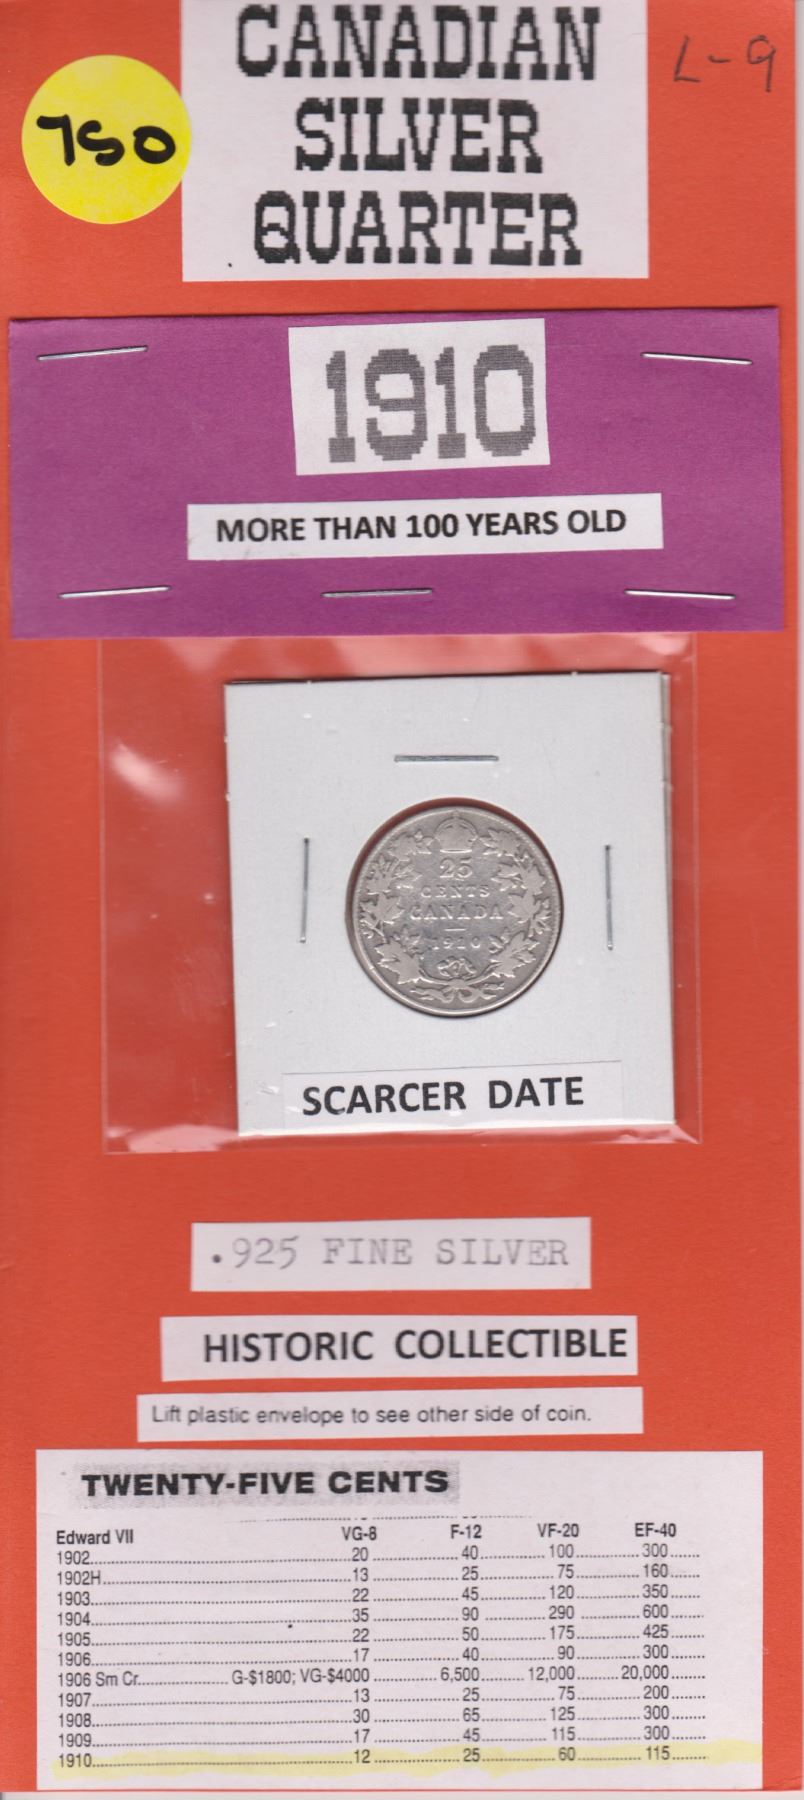 CANADIAN
SILVER
QUARTER
L-9
750
1910
MORE THAN 100 YEARS OLD
25
CENTS
CANADA
1910
SCARCER DATE
.925 FINE SILVER
HISTORIC COLLECTIBLE
Lift plastic envelope to see other side of coin.
TWENTY-FIVE CENTS
Edward VII VG-8 F-12 VF-20 EF-40
1902 20 40 100 300
1902H 13 25 75 160
1903 22 45 120 350
1904 35 90 290 600
1905 22 50 175 425
1906 17 40 90 300
1906 Sm Cr. G-$1800; VG-$4000 6,500 12,000 20,000
1907 13 25 75 200
1908 30 65 125 300
1909 17 45 115 300
1910 12 25 60 115